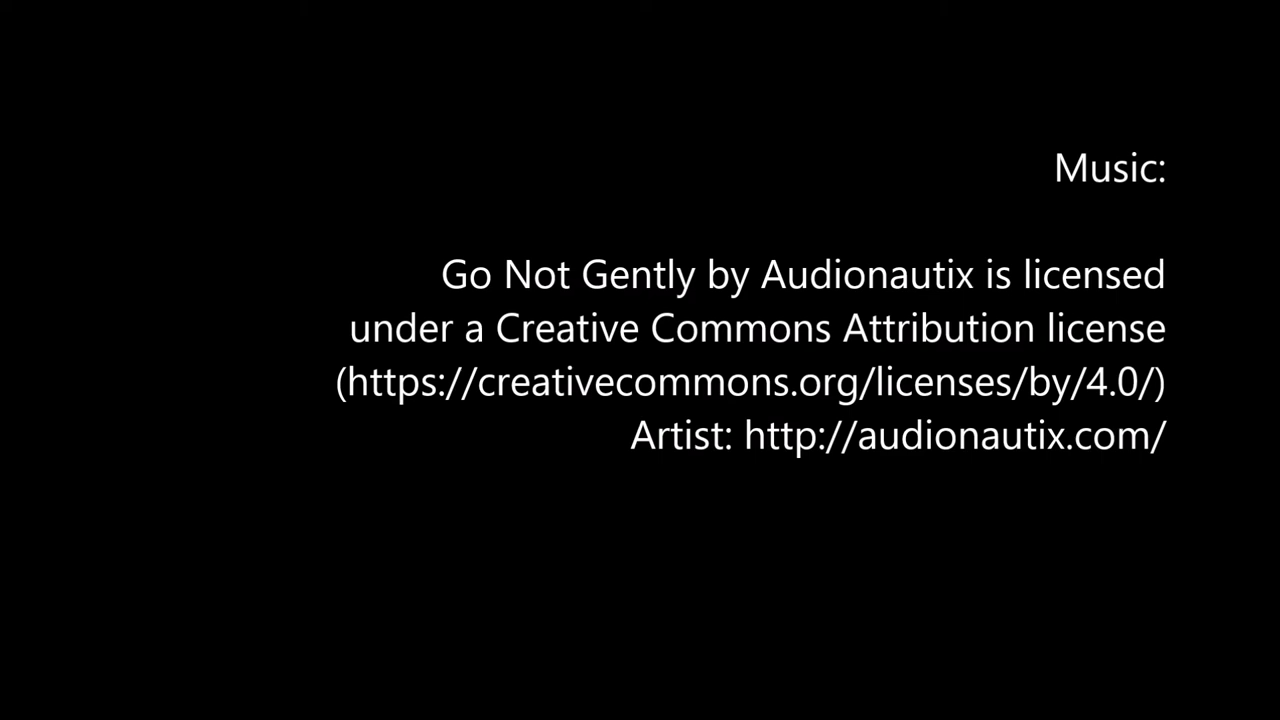 Music:
Go Not Gently by Audionautix is licensed
under a Creative Commons Attribution license
(https://creativecommons.org/licenses/by/4.0/)
Artist: http://audionautix.com/